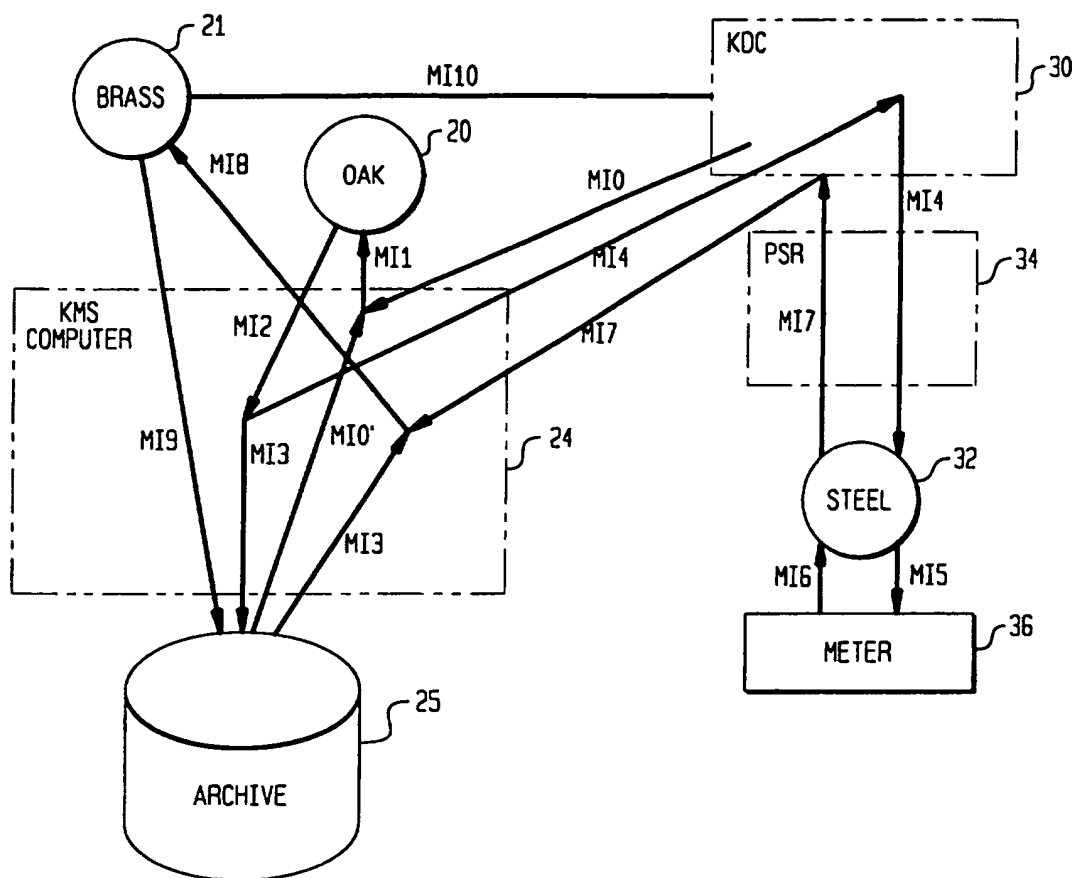 21
KDC
30
BRASS
MI10
20
MI8
OAK
MI0
MI4
MI1
MI4
PSR
34
KMS
COMPUTER
MI2
MI7
MI7
MI9
MI3
MI0'
24
32
STEEL
MI3
MI6
MI5
METER
36
25
ARCHIVE